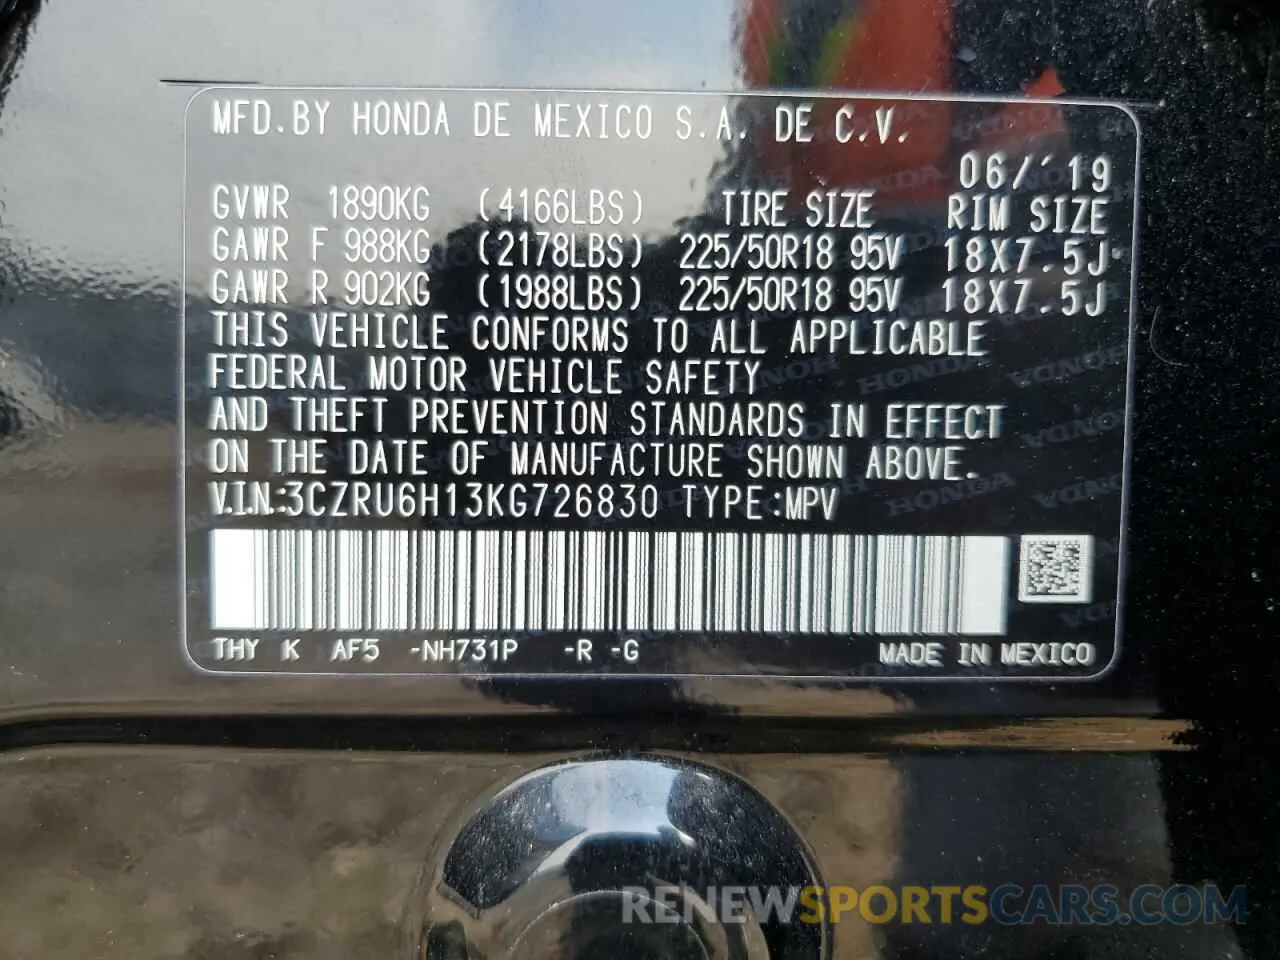 MFD.BY HONDA DE MEXICO S.A. DE C.V.
06/'19
GVWR 1890KG (4166LBS) TIRE SIZE RIM SIZE
GAWR F 988KG (2178LBS) 225/50R18 95V 18X7.5J
GAWR R 902KG (1988LBS) 225/50R18 95V 18X7.5J
THIS VEHICLE CONFORMS TO ALL APPLICABLE
FEDERAL MOTOR VEHICLE SAFETY
AND THEFT PREVENTION STANDARDS IN EFFECT
ON THE DATE OF MANUFACTURE SHOWN ABOVE.
V.I.N.:3CZRU6H13KG726830 TYPE:MPV
THY K AF5 -NH731P -R -G MADE IN MEXICO
RENEWSPORTSCARS.COM